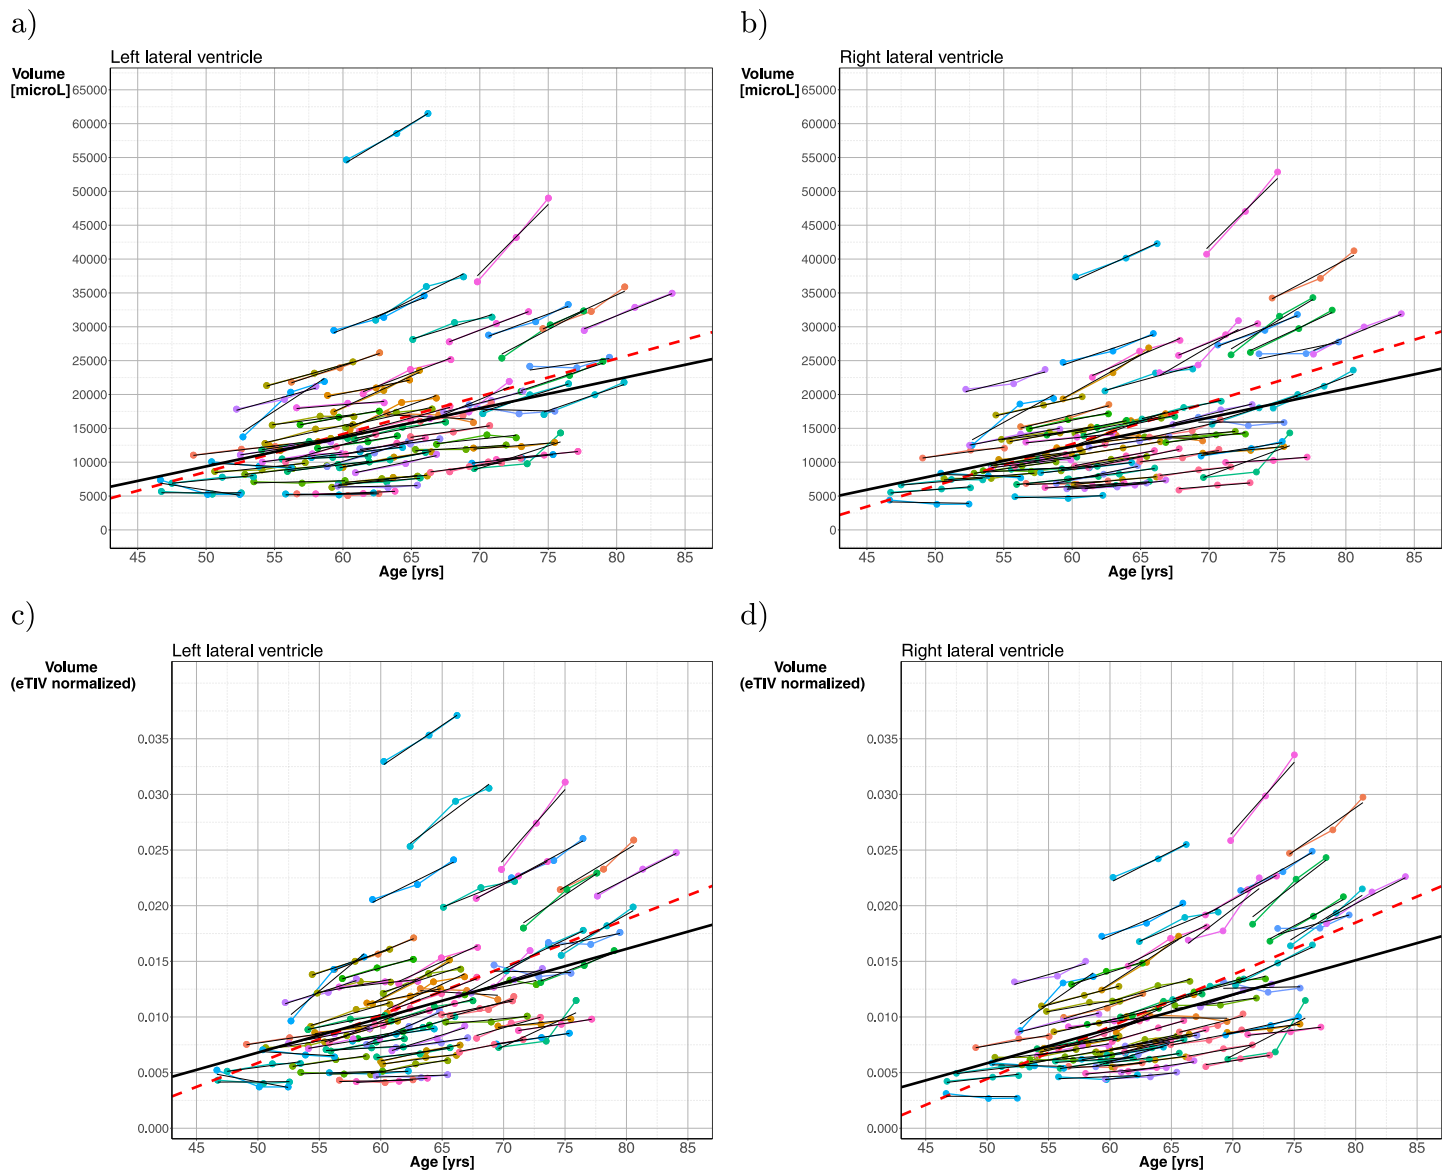 a)
Left lateral ventricle
Volume
[microL]
65000
60000
55000
50000
45000
40000
35000
30000
25000
20000
15000
10000
5000
0
45 50 55 60 65 70 75 80 85
Age [yrs]
b)
Right lateral ventricle
Volume
[microL]
65000
60000
55000
50000
45000
40000
35000
30000
25000
20000
15000
10000
5000
0
45 50 55 60 65 70 75 80 85
Age [yrs]
c)
Left lateral ventricle
Volume
(eTIV normalized)
0.035
0.030
0.025
0.020
0.015
0.010
0.005
0.000
45 50 55 60 65 70 75 80 85
Age [yrs]
d)
Right lateral ventricle
Volume
(eTIV normalized)
0.035
0.030
0.025
0.020
0.015
0.010
0.005
0.000
45 50 55 60 65 70 75 80 85
Age [yrs]